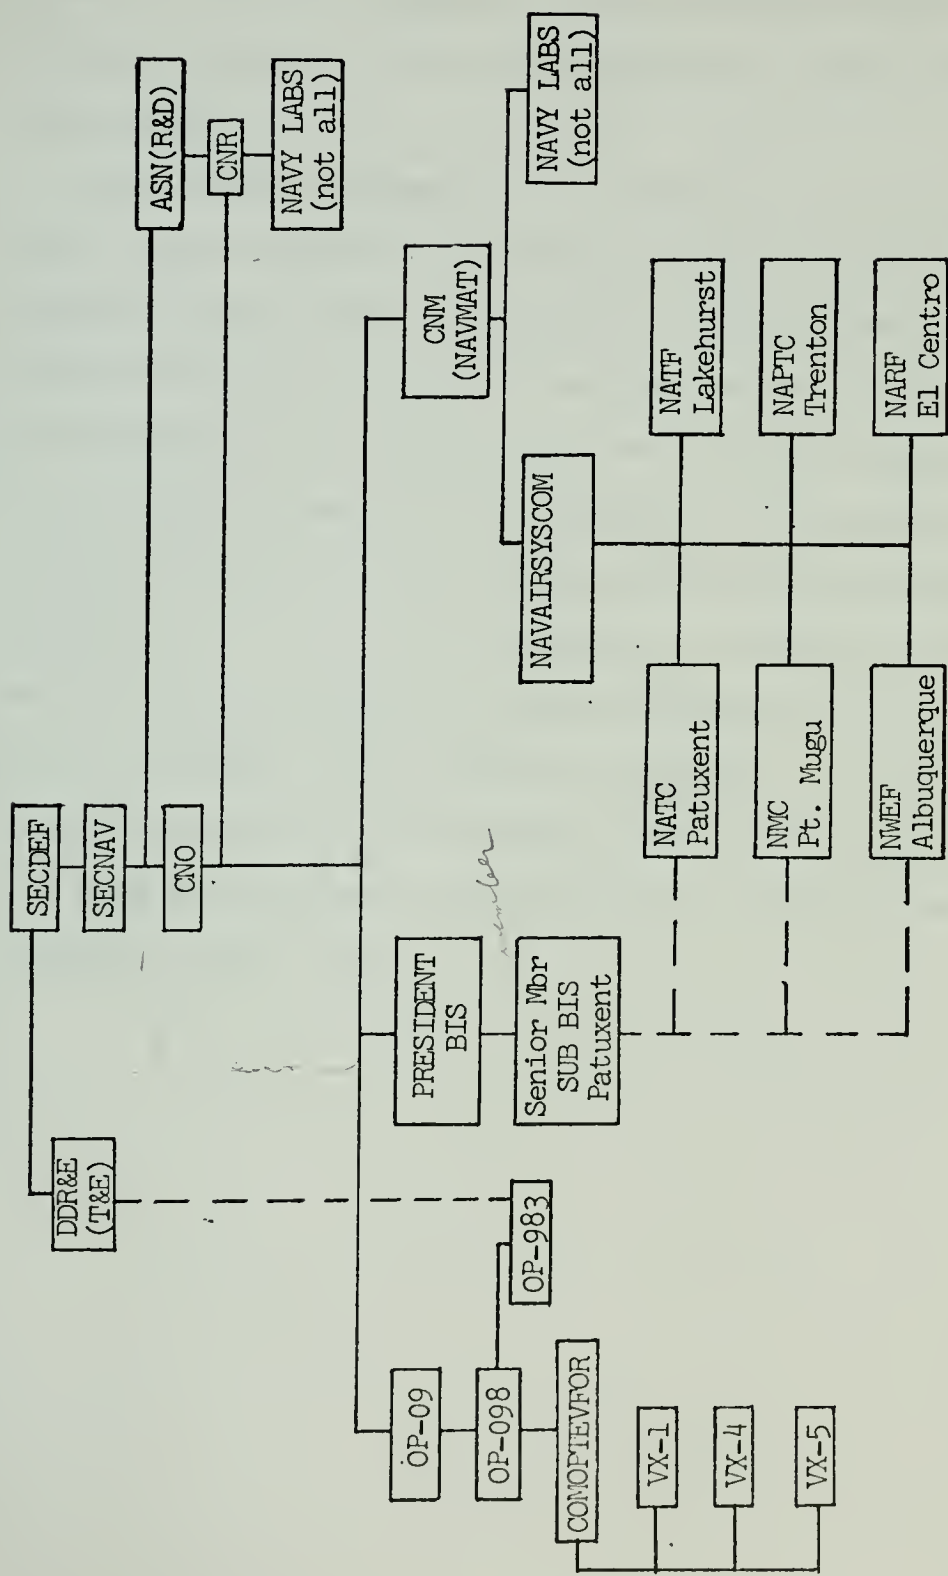 SECDEF
DDR&E
(T&E)
SECNAV
ASN(R&D)
CNO
CNR
NAVY LABS
(not all)
OP-09
PRESIDENT
BIS
CNM
(NAVMAT)
OP-098
OP-983
Senior Mbr
SUB BIS
Patuxent
NAVAIRSYSCOM
NAVY LABS
(not all)
COMOPTEVFOR
VX-1
VX-4
VX-5
NATC
Patuxent
NATF
Lakehurst
NMC
Pt. Mugu
NAPTC
Trenton
NWEF
Albuquerque
NARF
El Centro